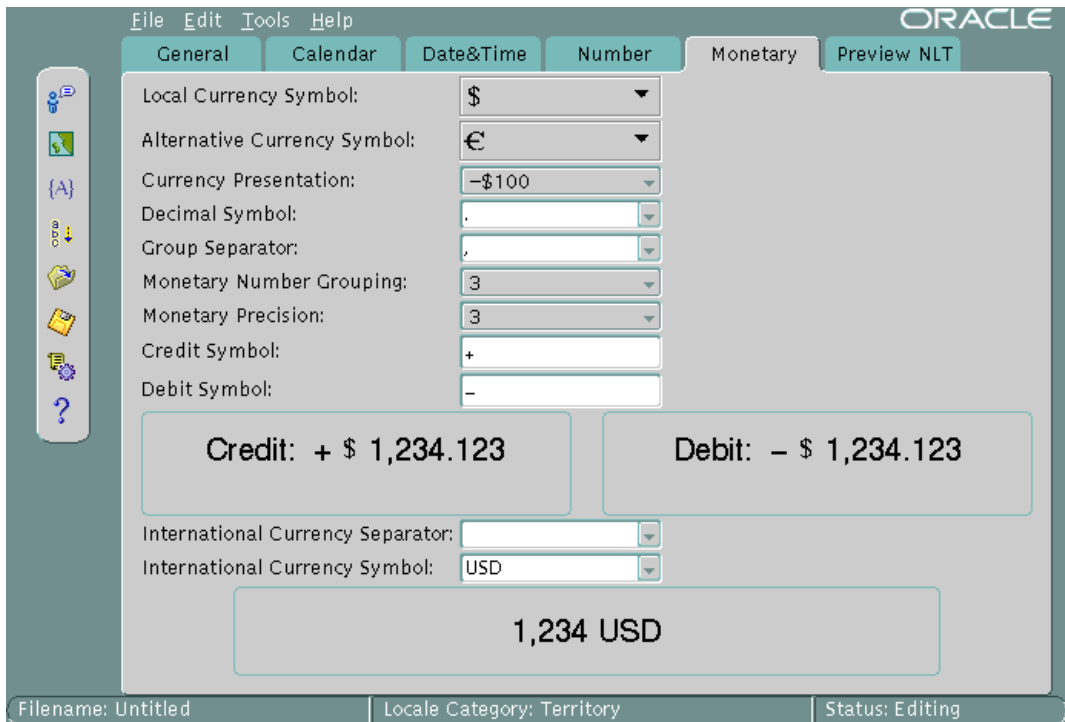 File Edit Tools Help
ORACLE
General Calendar Date&Time Number Monetary Preview NLT
Local Currency Symbol: $
Alternative Currency Symbol: €
Currency Presentation: -$100
Decimal Symbol: .
Group Separator: ,
Monetary Number Grouping: 3
Monetary Precision: 3
Credit Symbol: +
Debit Symbol: -
Credit: + $ 1,234.123
Debit: - $ 1,234.123
International Currency Separator:
International Currency Symbol: USD
1,234 USD
Filename: Untitled
Locale Category: Territory
Status: Editing
{A}
a
b
c
?